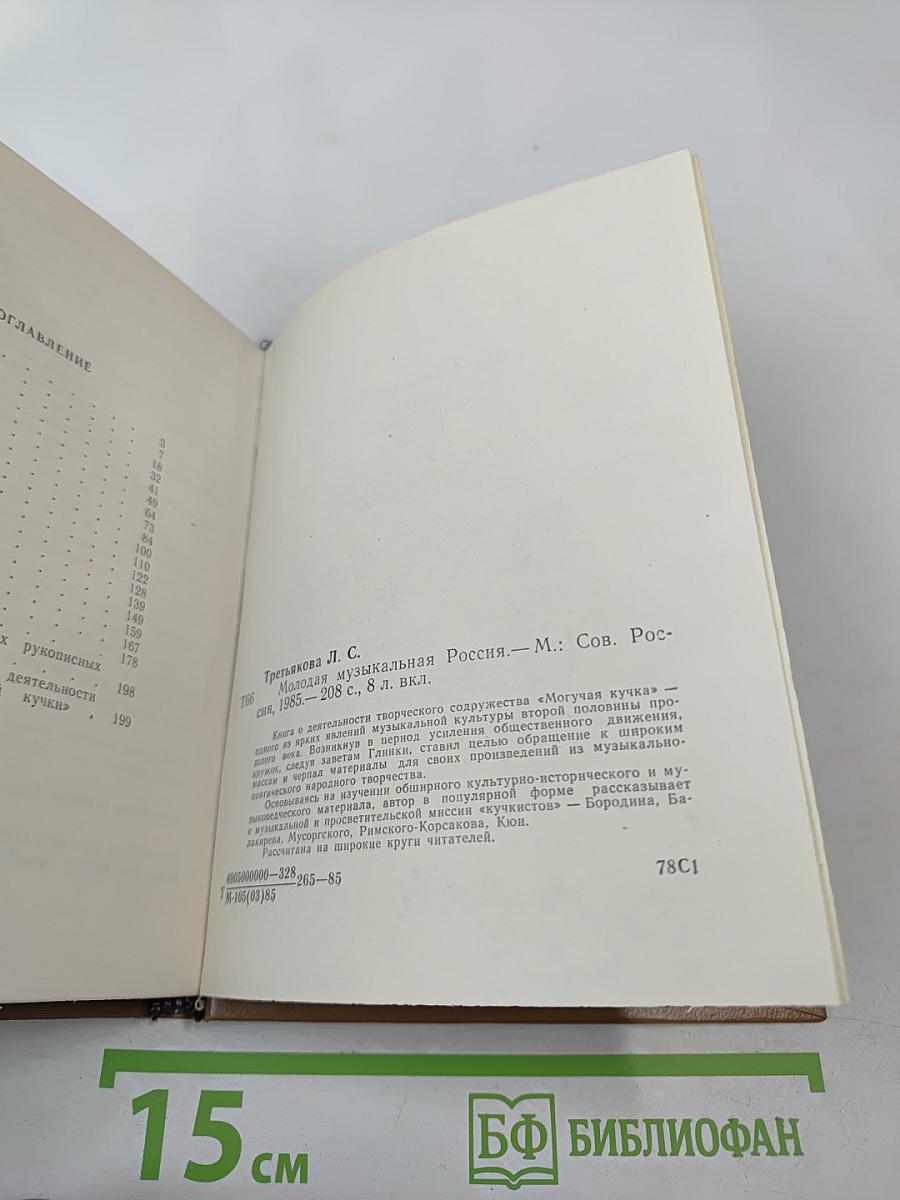 ОГЛАВЛЕНИЕ
3
7
18
32
41
49
64
73
84
100
110
122
128
139
149
159
167
х рукописных 178
198
деятельности
й кучки» 199
Третьякова Л. С.
Т66 Молодая музыкальная Россия.— М.: Сов. Рос-
сия, 1985.— 208 с., 8 л. вкл.
Книга о деятельности творческого содружества «Могучая кучка» —
одного из ярких явлений музыкальной культуры второй половины про-
шлого века. Возникнув в период усиления общественного движения,
кружок, следуя заветам Глинки, ставил целью обращение к широким
массам и черпал материалы для своих произведений из музыкально-
поэтического народного творчества.
Основываясь на изучении обширного культурно-исторического и му-
зыковедческого материала, автор в популярной форме рассказывает
о музыкальной и просветительской миссии «кучкистов» — Бородина, Ба-
лакирева, Мусоргского, Римского-Корсакова, Кюи.
Рассчитана на широкие круги читателей.
Т 4905000000—328 265—85 78С1
М-105(03)85
15 см
БФ БИБЛИОФАН